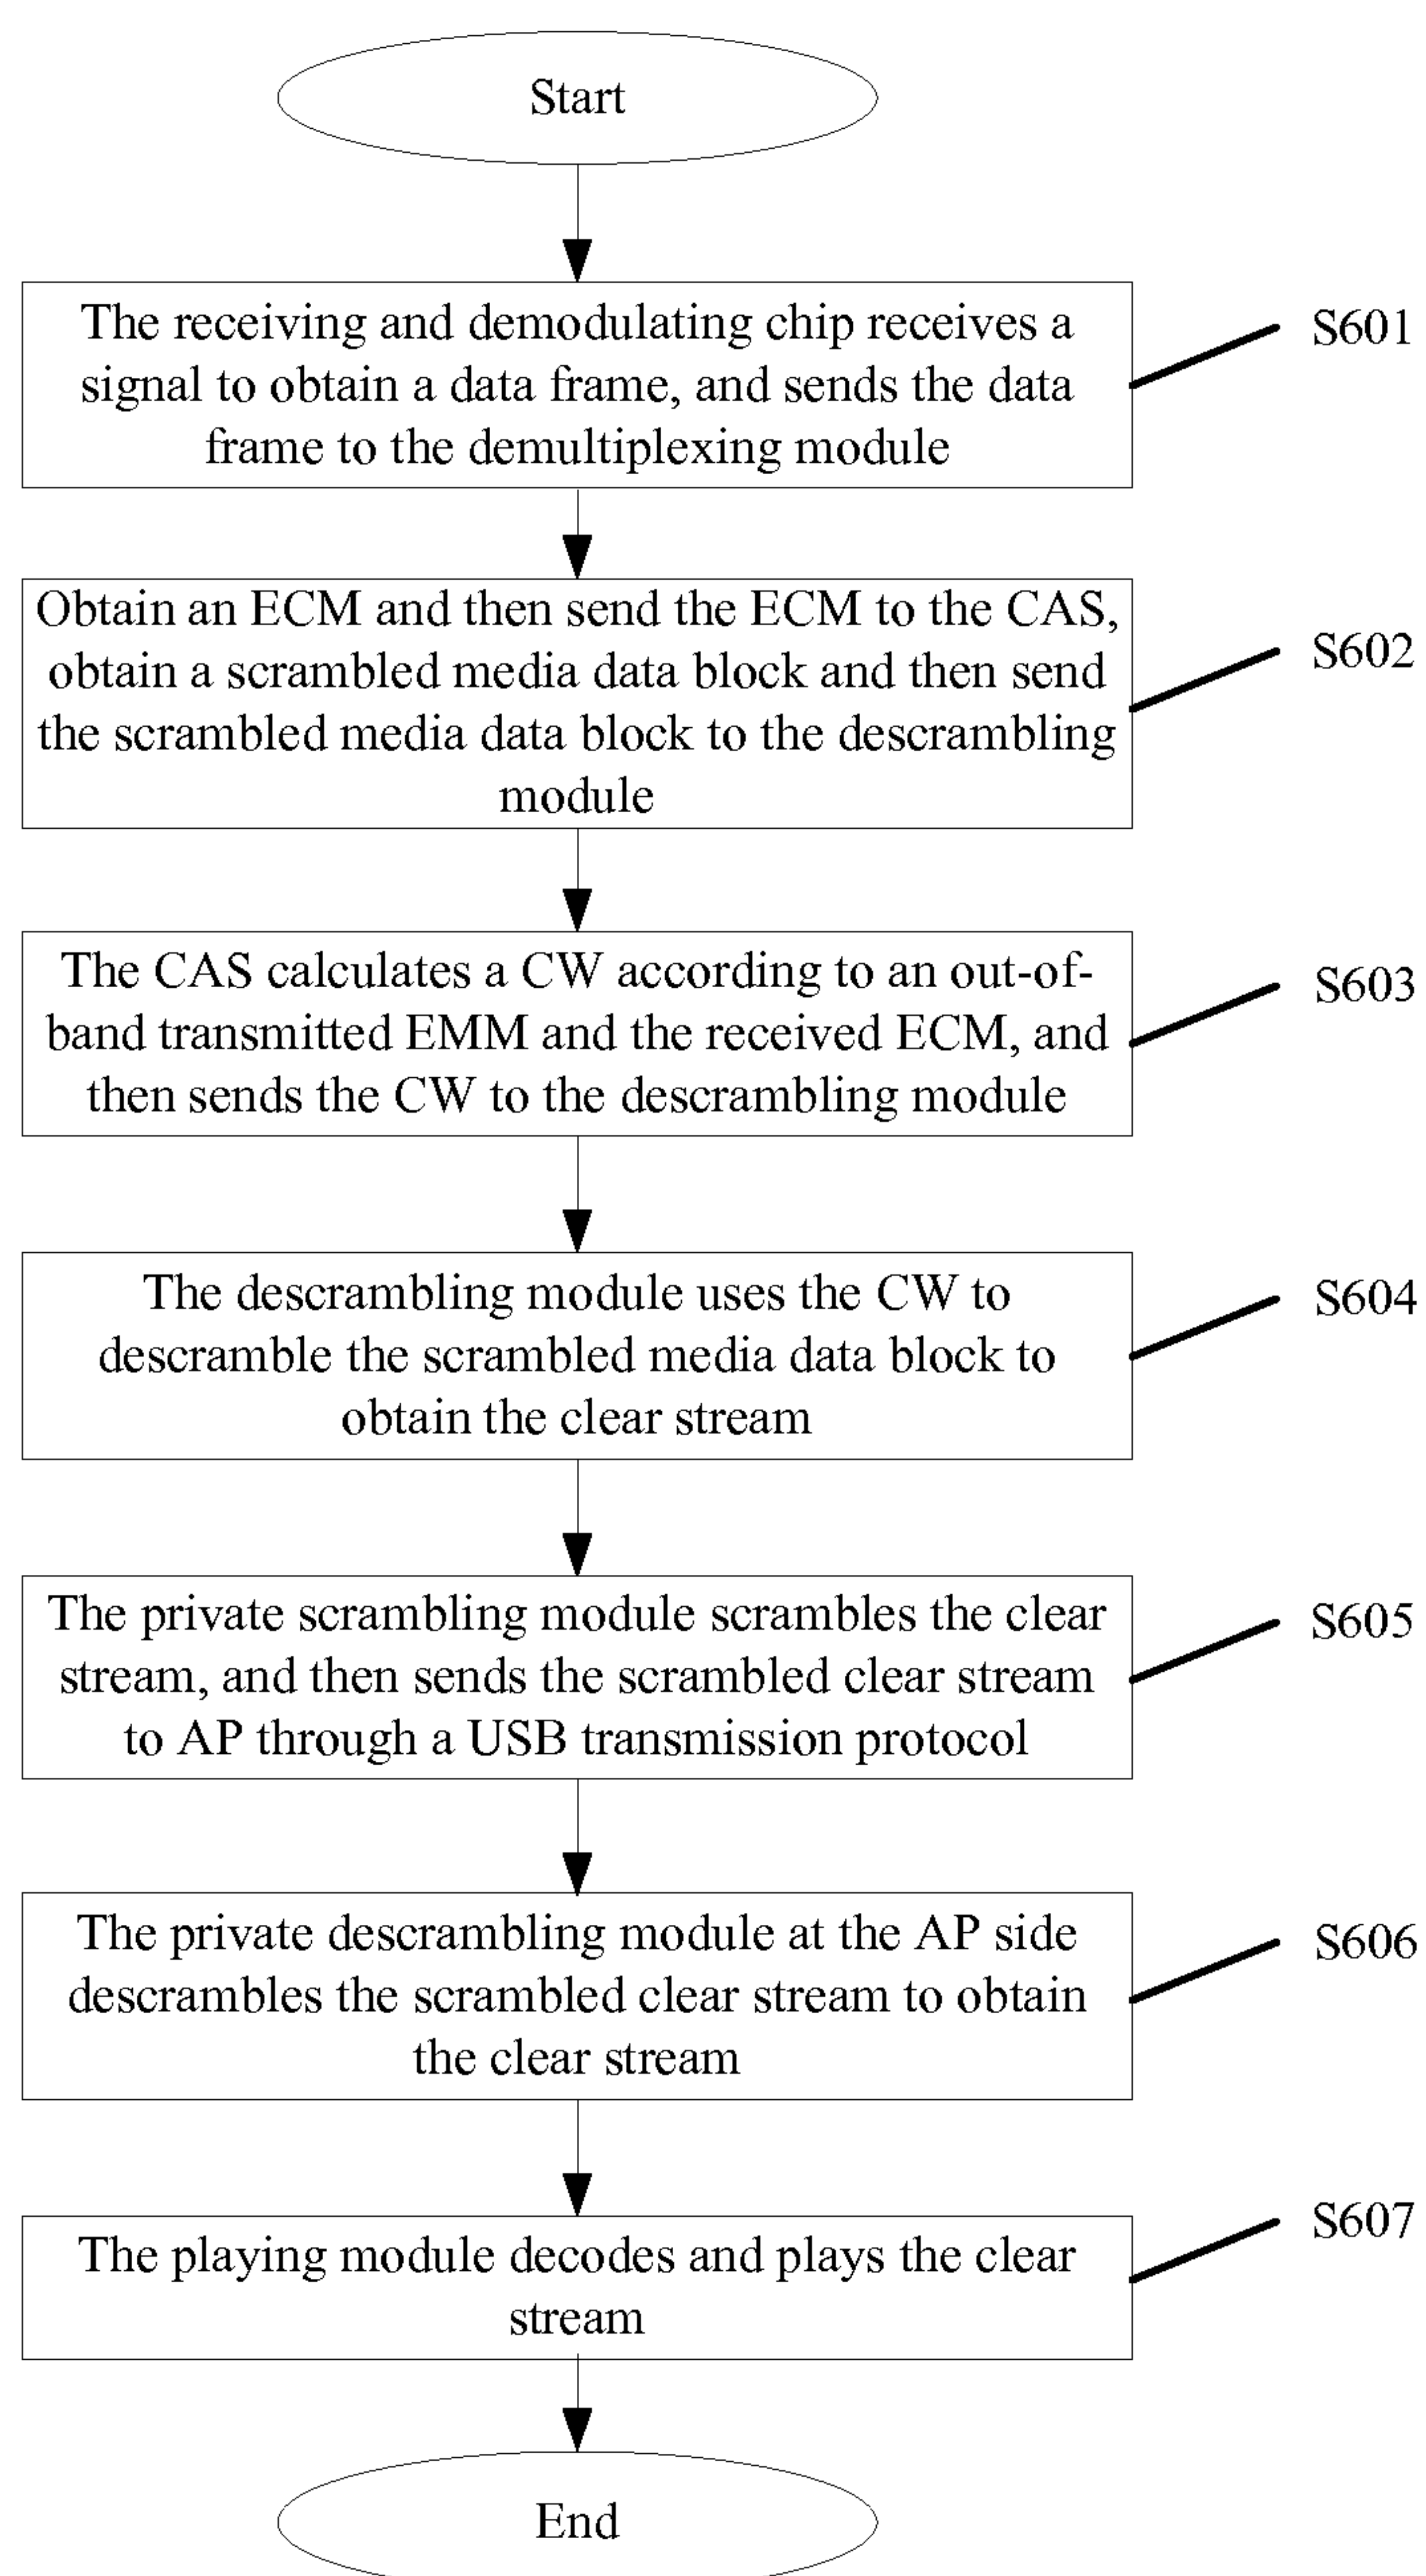 Start
The receiving and demodulating chip receives a
signal to obtain a data frame, and sends the data
frame to the demultiplexing module
S601
Obtain an ECM and then send the ECM to the CAS,
obtain a scrambled media data block and then send
the scrambled media data block to the descrambling
module
S602
The CAS calculates a CW according to an out-of-
band transmitted EMM and the received ECM, and
then sends the CW to the descrambling module
S603
The descrambling module uses the CW to
descramble the scrambled media data block to
obtain the clear stream
S604
The private scrambling module scrambles the clear
stream, and then sends the scrambled clear stream
to AP through a USB transmission protocol
S605
The private descrambling module at the AP side
descrambles the scrambled clear stream to obtain
the clear stream
S606
The playing module decodes and plays the clear
stream
S607
End